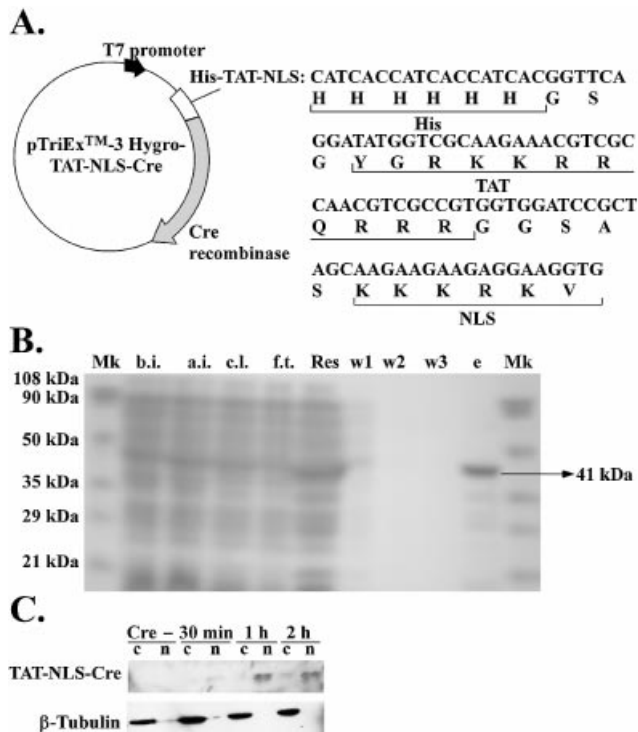 A.
T7 promoter
His-TAT-NLS:
pTriEx™-3 Hygro-
TAT-NLS-Cre
Cre
recombinase
CATCACCATCACCATCACGGTTCA
H H H H H H G S
His
GGATATGGTCGCAAGAAACGTCGC
G Y G R K K R R
TAT
CAACGTCGCCGTGGTGGATCCGCT
Q R R R G G S A
AGCAAGAAGAAGAGGAAGGTG
S K K K R K V
NLS
B.
Mk b.i. a.i. c.l. f.t. Res w1 w2 w3 e Mk
108 kDa
90 kDa
50 kDa
35 kDa
29 kDa
21 kDa
41 kDa
C.
Cre – 30 min 1 h 2 h
c n c n c n c n
TAT-NLS-Cre
β-Tubulin